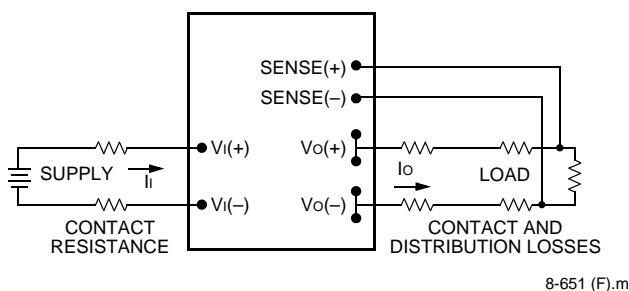 SENSE(+)
SENSE(–)
VI(+)
VO(+)
SUPPLY
II
IO
LOAD
VI(–)
VO(–)
CONTACT
RESISTANCE
CONTACT AND
DISTRIBUTION LOSSES
8-651 (F).m